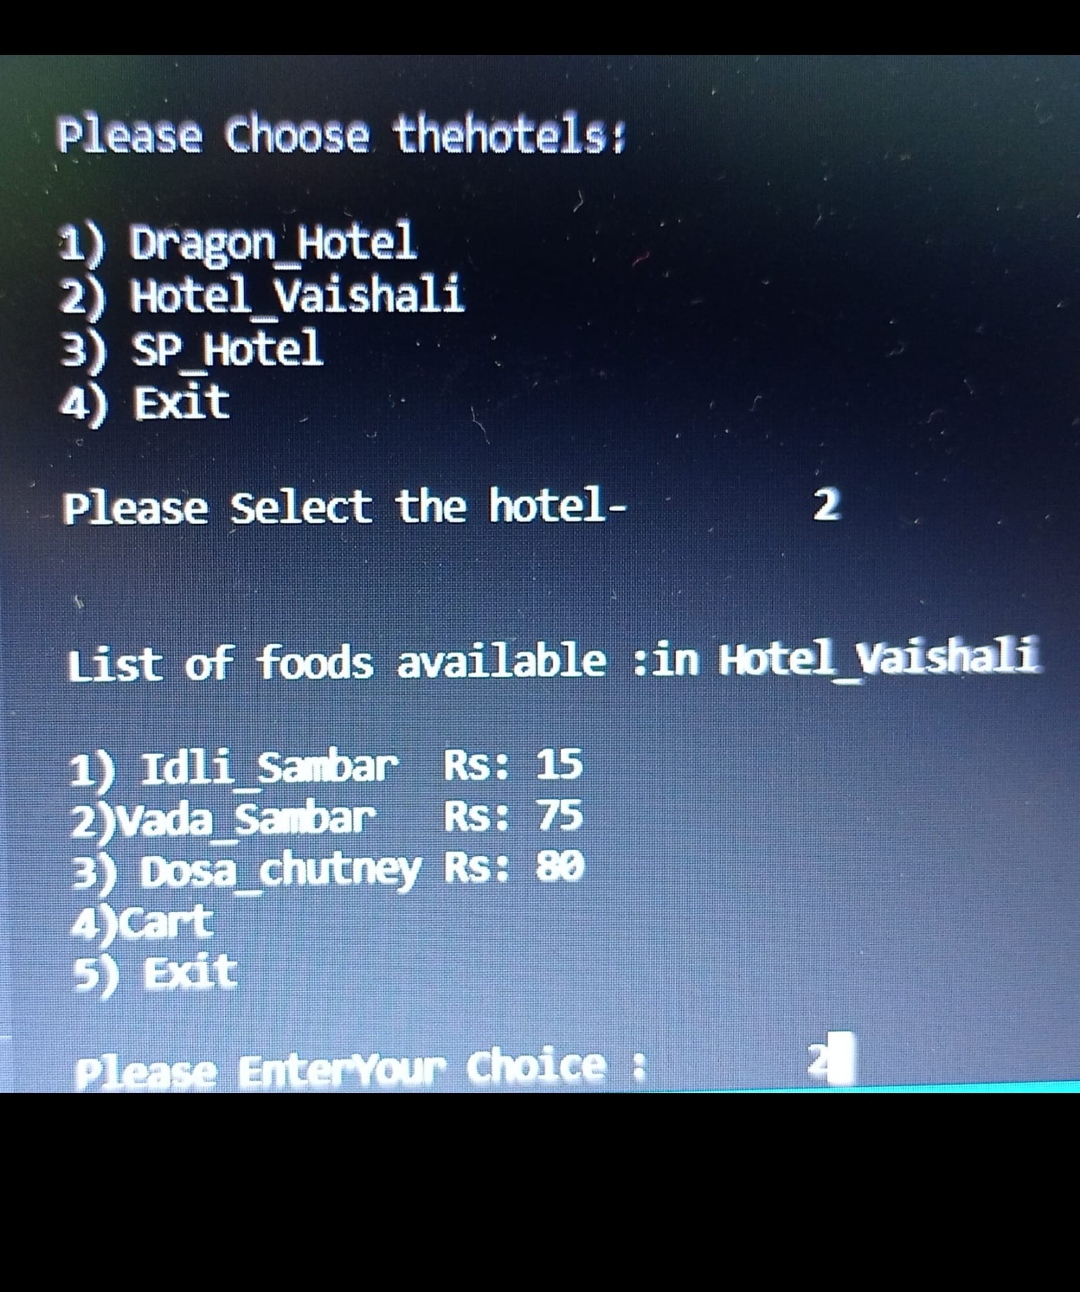 Please Choose thehotels:
1) Dragon_Hotel
2) Hotel_Vaishali
3) SP_Hotel
4) Exit
Please Select the hotel- 2
List of foods available :in Hotel_Vaishali
1) Idli_Sambar Rs: 15
2)Vada_Sambar Rs: 75
3) Dosa_chutney Rs: 80
4)Cart
5) Exit
Please EnterYour Choice : 2